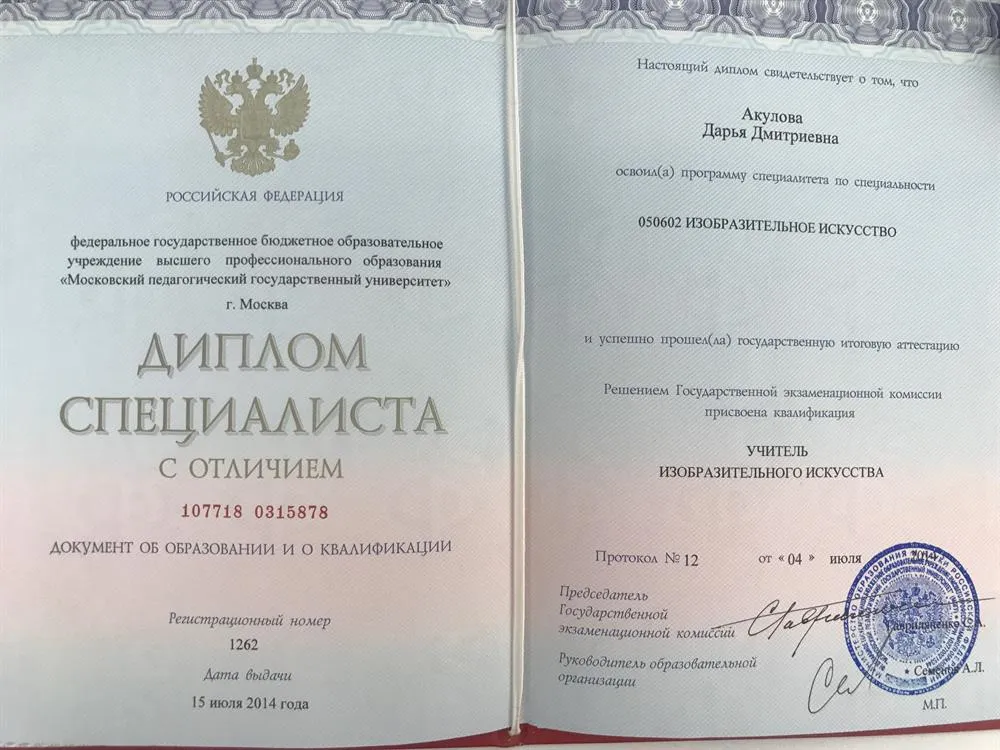 РОССИЙСКАЯ ФЕДЕРАЦИЯ
федеральное государственное бюджетное образовательное
учреждение высшего профессионального образования
«Московский педагогический государственный университет»
г. Москва
ДИПЛОМ
СПЕЦИАЛИСТА
С ОТЛИЧИЕМ
107718 0315878
ДОКУМЕНТ ОБ ОБРАЗОВАНИИ И О КВАЛИФИКАЦИИ
Регистрационный номер
1262
Дата выдачи
15 июля 2014 года
Настоящий диплом свидетельствует о том, что
Акулова
Дарья Дмитриевна
освоил(а) программу специалитета по специальности
050602 ИЗОБРАЗИТЕЛЬНОЕ ИСКУССТВО
и успешно прошел(ла) государственную итоговую аттестацию
Решением Государственной экзаменационной комиссии
присвоена квалификация
УЧИТЕЛЬ
ИЗОБРАЗИТЕЛЬНОГО ИСКУССТВА
Протокол № 12 от «04» июля
Председатель
Государственной
экзаменационной комиссии
Руководитель образовательной
организации
Семенов А.Л.
М.П.